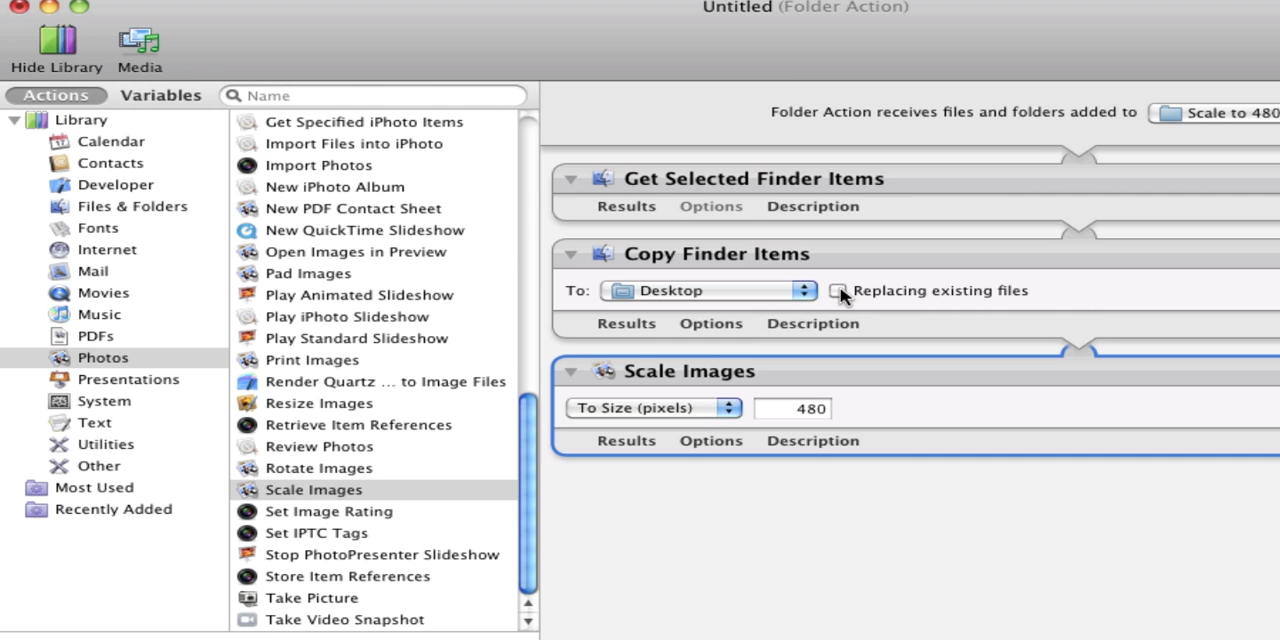 Untitled (Folder Action)
Hide Library
Media
Actions
Variables
Name
Library
Calendar
Contacts
Developer
Files & Folders
Fonts
Internet
Mail
Movies
Music
PDFs
Photos
Presentations
System
Text
Utilities
Other
Most Used
Recently Added
Get Specified iPhoto Items
Import Files into iPhoto
Import Photos
New iPhoto Album
New PDF Contact Sheet
New QuickTime Slideshow
Open Images in Preview
Pad Images
Play Animated Slideshow
Play iPhoto Slideshow
Play Standard Slideshow
Print Images
Render Quartz ... to Image Files
Resize Images
Retrieve Item References
Review Photos
Rotate Images
Scale Images
Set Image Rating
Set IPTC Tags
Stop PhotoPresenter Slideshow
Store Item References
Take Picture
Take Video Snapshot
Folder Action receives files and folders added to Scale to 480
Get Selected Finder Items
Results Options Description
Copy Finder Items
To: Desktop Replacing existing files
Results Options Description
Scale Images
To Size (pixels) 480
Results Options Description